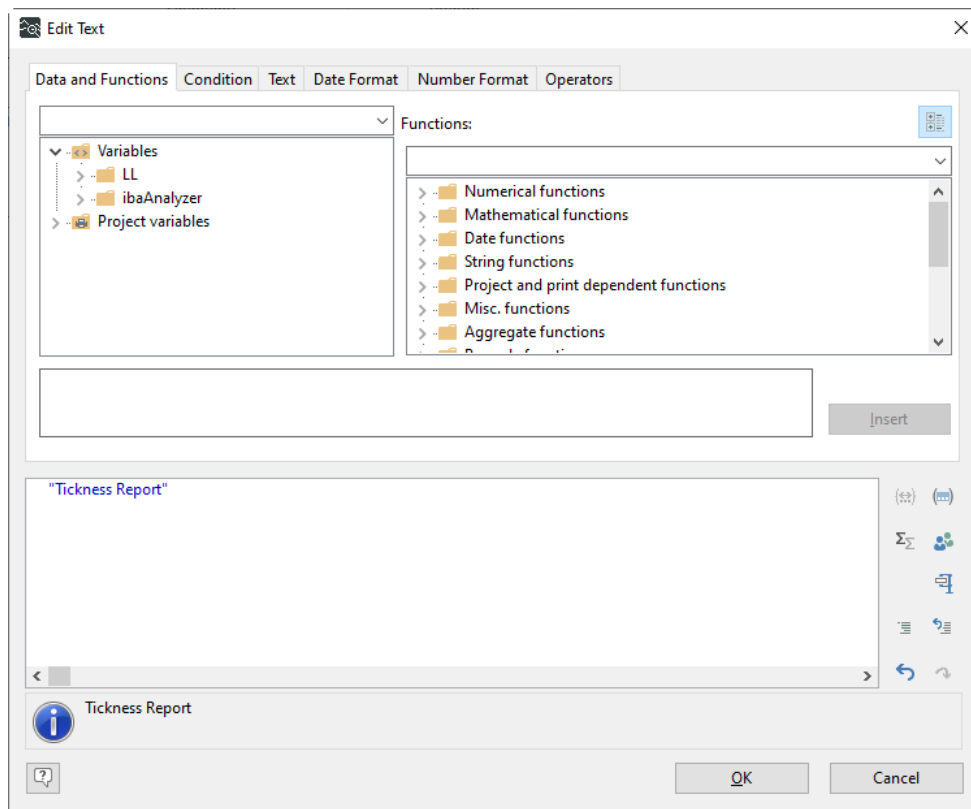 Edit Text
Data and Functions Condition Text Date Format Number Format Operators
Functions:
Variables
LL
ibaAnalyzer
Project variables
Numerical functions
Mathematical functions
Date functions
String functions
Project and print dependent functions
Misc. functions
Aggregate functions
Insert
"Tickness Report"
Tickness Report
OK
Cancel